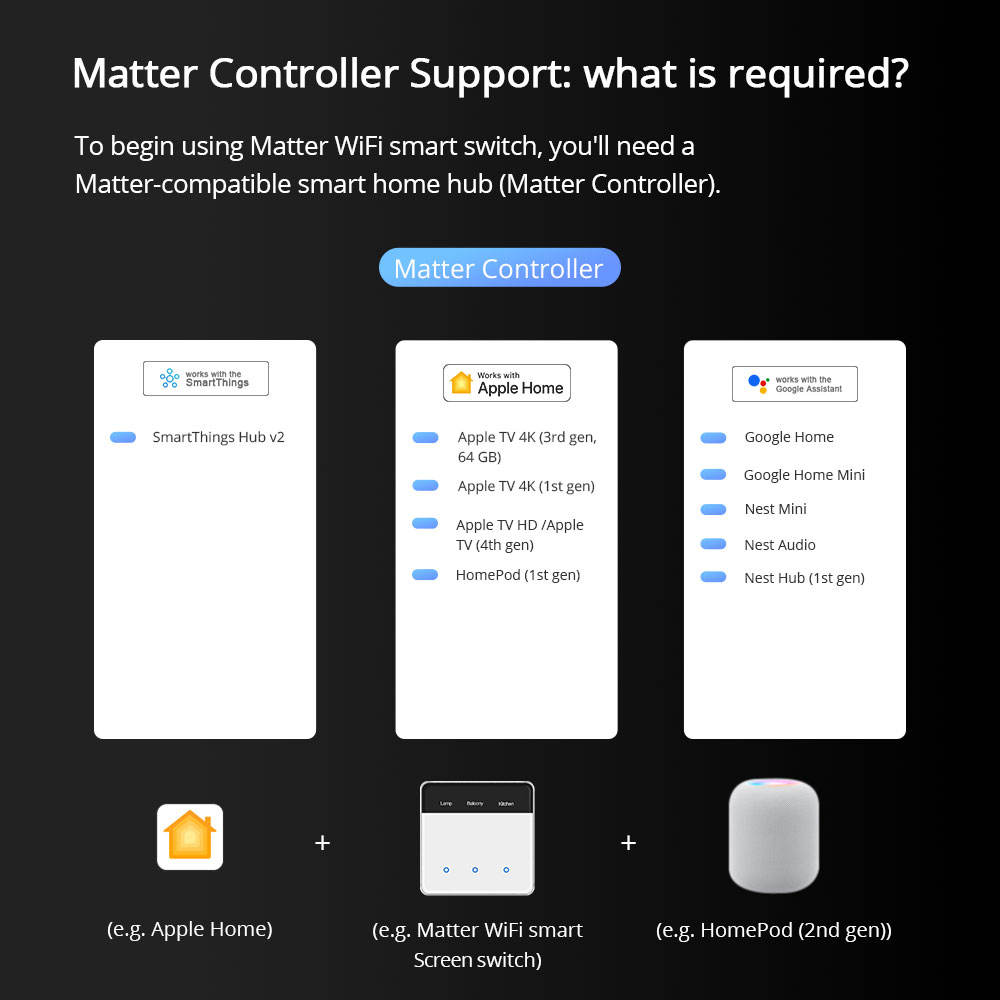 Matter Controller Support: what is required?
To begin using Matter WiFi smart switch, you'll need a
Matter-compatible smart home hub (Matter Controller).
Matter Controller
works with the
SmartThings
SmartThings Hub v2
Works with
Apple Home
Apple TV 4K (3rd gen,
64 GB)
Apple TV 4K (1st gen)
Apple TV HD /Apple
TV (4th gen)
HomePod (1st gen)
works with the
Google Assistant
Google Home
Google Home Mini
Nest Mini
Nest Audio
Nest Hub (1st gen)
Lamp Balcony Kitchen
+ +
(e.g. Apple Home)
(e.g. Matter WiFi smart
Screen switch)
(e.g. HomePod (2nd gen))